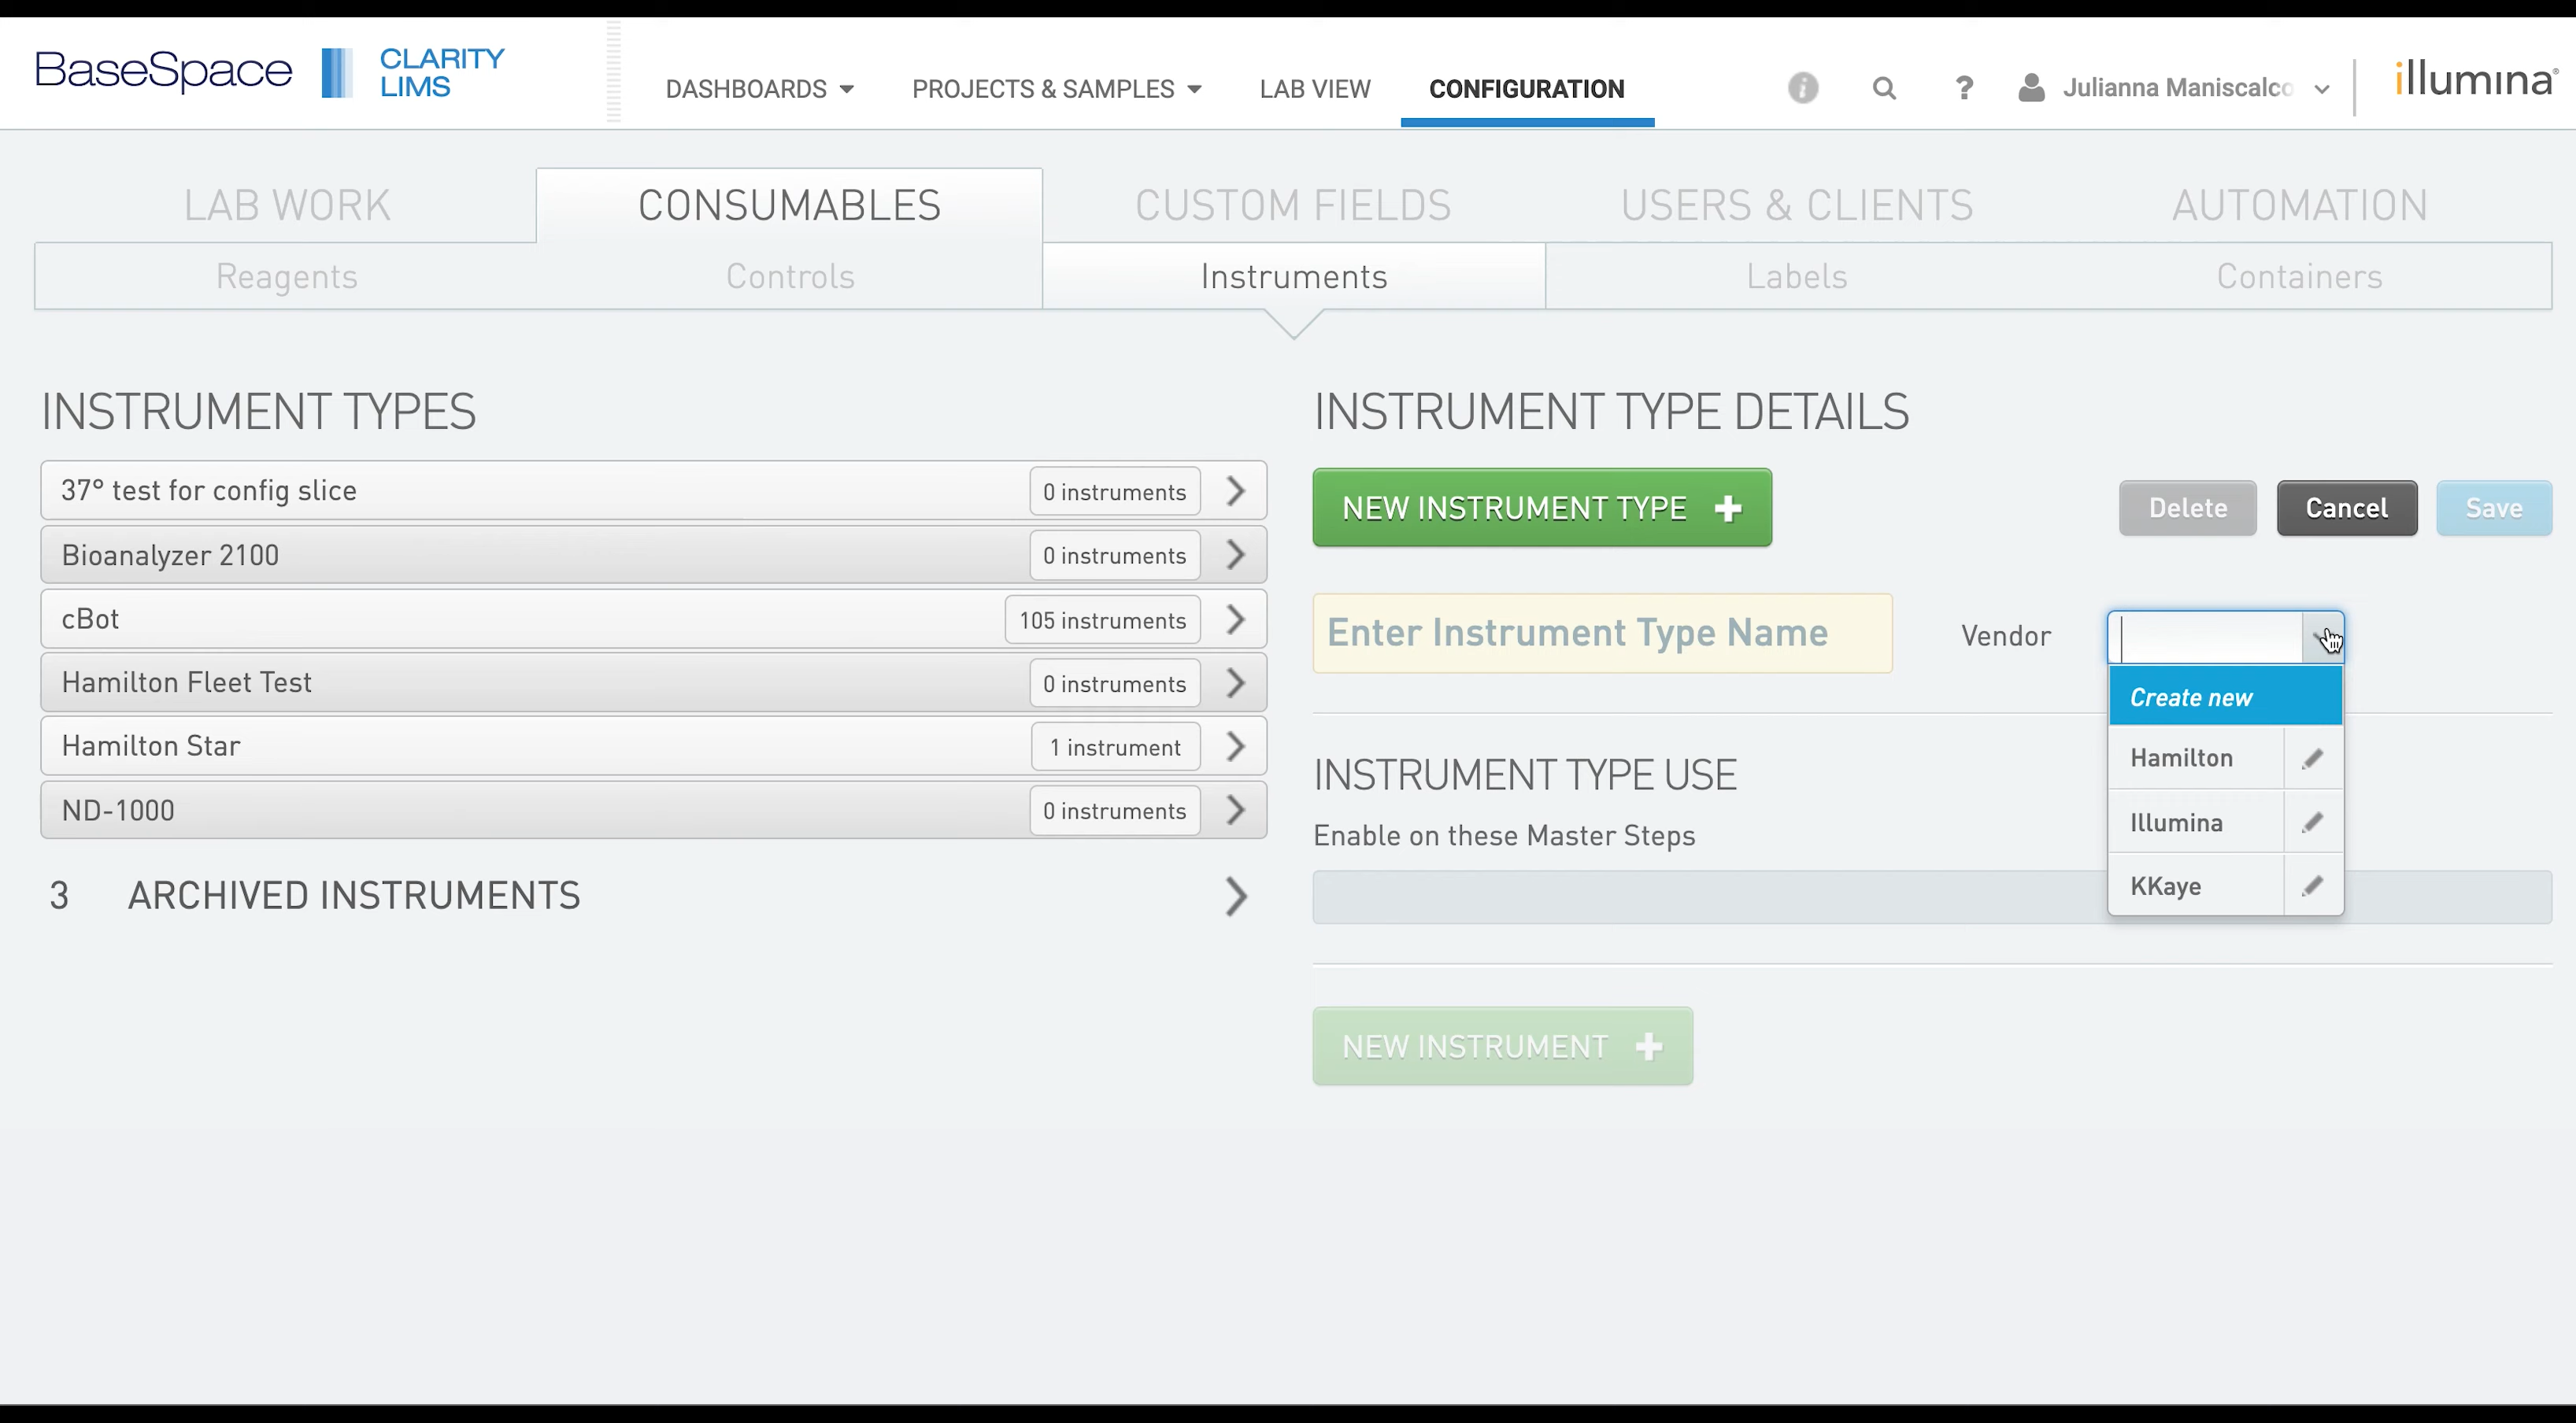 BaseSpace CLARITY LIMS
DASHBOARDS PROJECTS & SAMPLES LAB VIEW CONFIGURATION ? Julianna Maniscalco illumina®
LAB WORK CONSUMABLES CUSTOM FIELDS USERS & CLIENTS AUTOMATION
Reagents Controls Instruments Labels Containers
INSTRUMENT TYPES
37° test for config slice 0 instruments
Bioanalyzer 2100 0 instruments
cBot 105 instruments
Hamilton Fleet Test 0 instruments
Hamilton Star 1 instrument
ND-1000 0 instruments
3 ARCHIVED INSTRUMENTS
INSTRUMENT TYPE DETAILS
NEW INSTRUMENT TYPE + Delete Cancel Save
Enter Instrument Type Name Vendor
Create new
Hamilton
Illumina
KKaye
INSTRUMENT TYPE USE
Enable on these Master Steps
NEW INSTRUMENT +